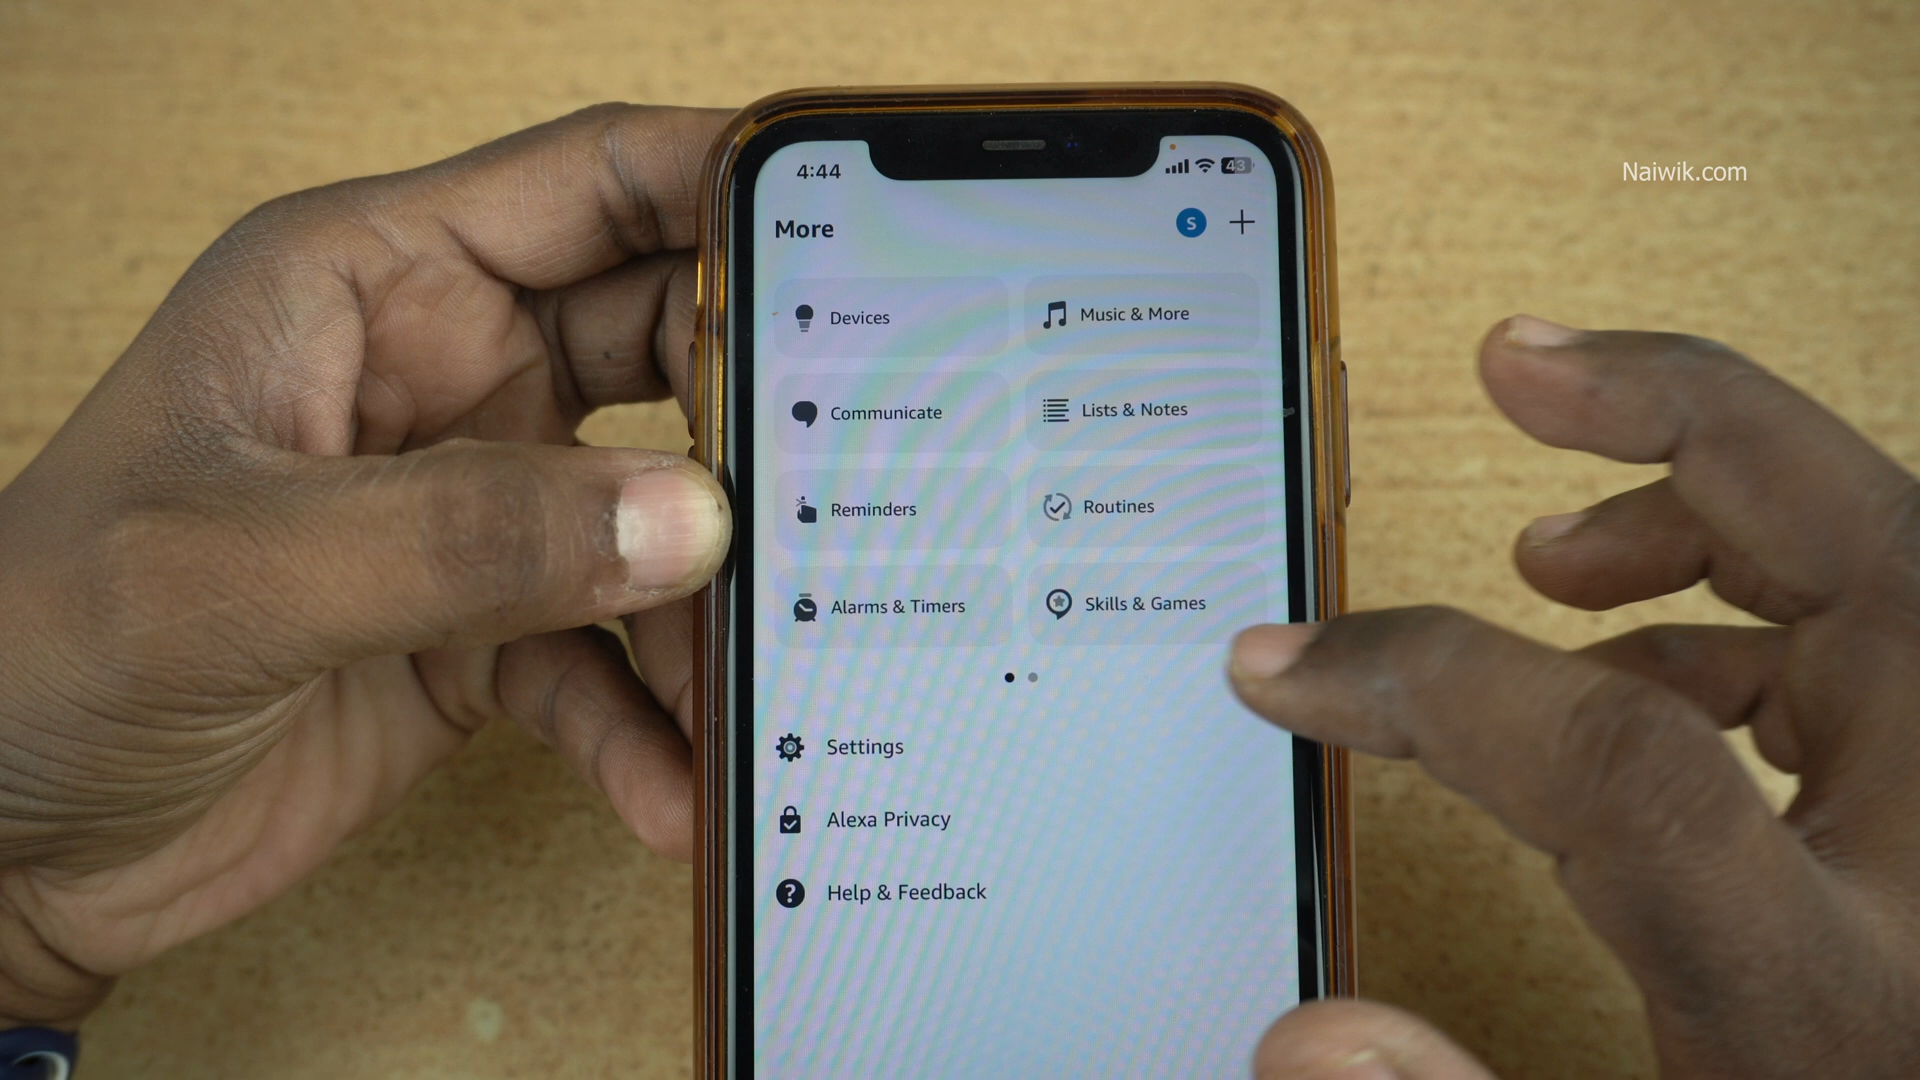 Naiwik.com
4:44
43
More
S
Devices
Music & More
Communicate
Lists & Notes
Reminders
Routines
Alarms & Timers
Skills & Games
Settings
Alexa Privacy
? Help & Feedback